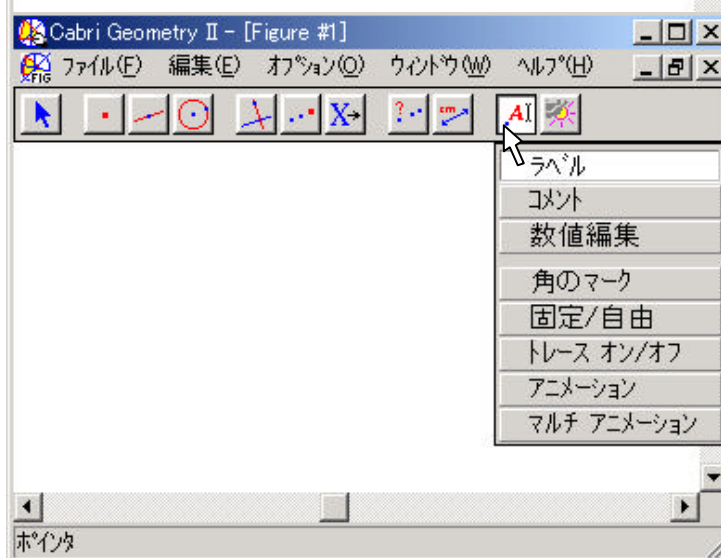 Cabri Geometry II - [Figure #1]
FIG ファイル(F) 編集(E) オプション(O) ウィンドウ(W) ヘルプ(H)
X ? cm A
ラベル
コメント
数値編集
角のマーク
固定/自由
トレース オン/オフ
アニメーション
マルチ アニメーション
ポインタ